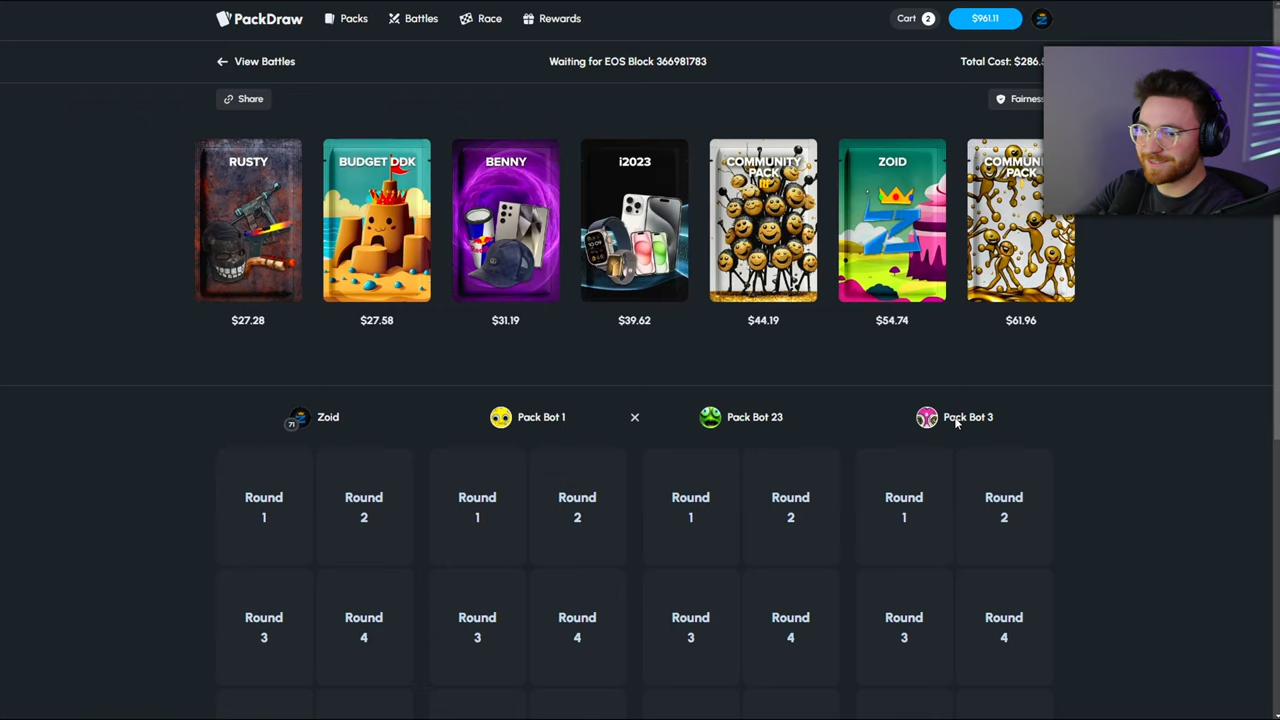 PackDraw
Packs
Battles
Race
Rewards
Cart 2
$961.11
View Battles
Waiting for EOS Block 366981783
Total Cost: $286.5
Share
Fairness
RUSTY
BUDGET DDK
BENNY
i2023
COMMUNITY
PACK
ZOID
COMMUN
PACK
$27.28
$27.58
$31.19
$39.62
$44.19
$54.74
$61.96
71
Zoid
Pack Bot 1
Pack Bot 23
Pack Bot 3
Round
1
Round
2
Round
1
Round
2
Round
1
Round
2
Round
1
Round
2
Round
3
Round
4
Round
3
Round
4
Round
3
Round
4
Round
3
Round
4